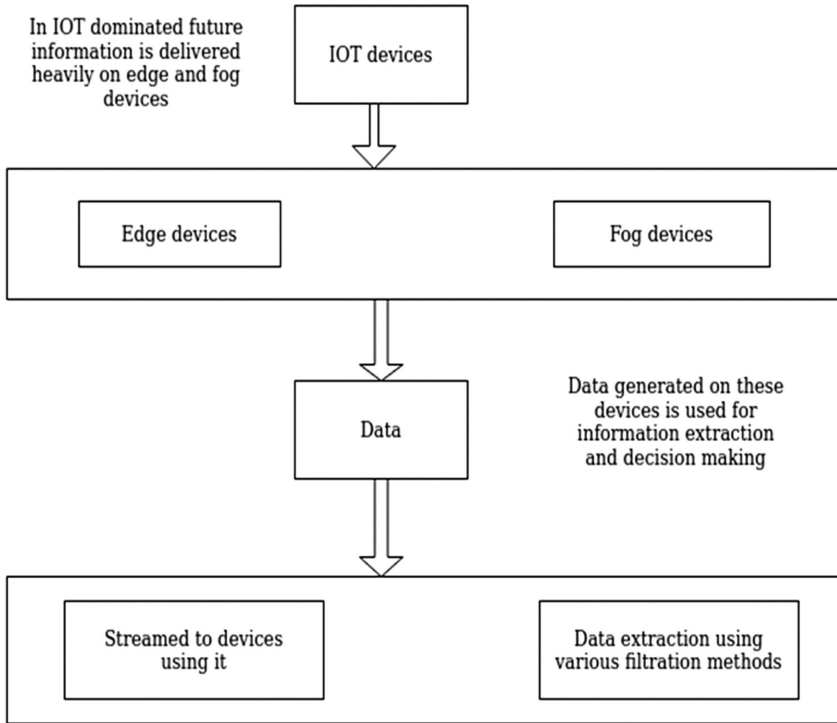 In IOT dominated future
information is delivered
heavily on edge and fog
devices
IOT devices
Edge devices
Fog devices
Data
Data generated on these
devices is used for
information extraction
and decision making
Streamed to devices
using it
Data extraction using
various filtration methods